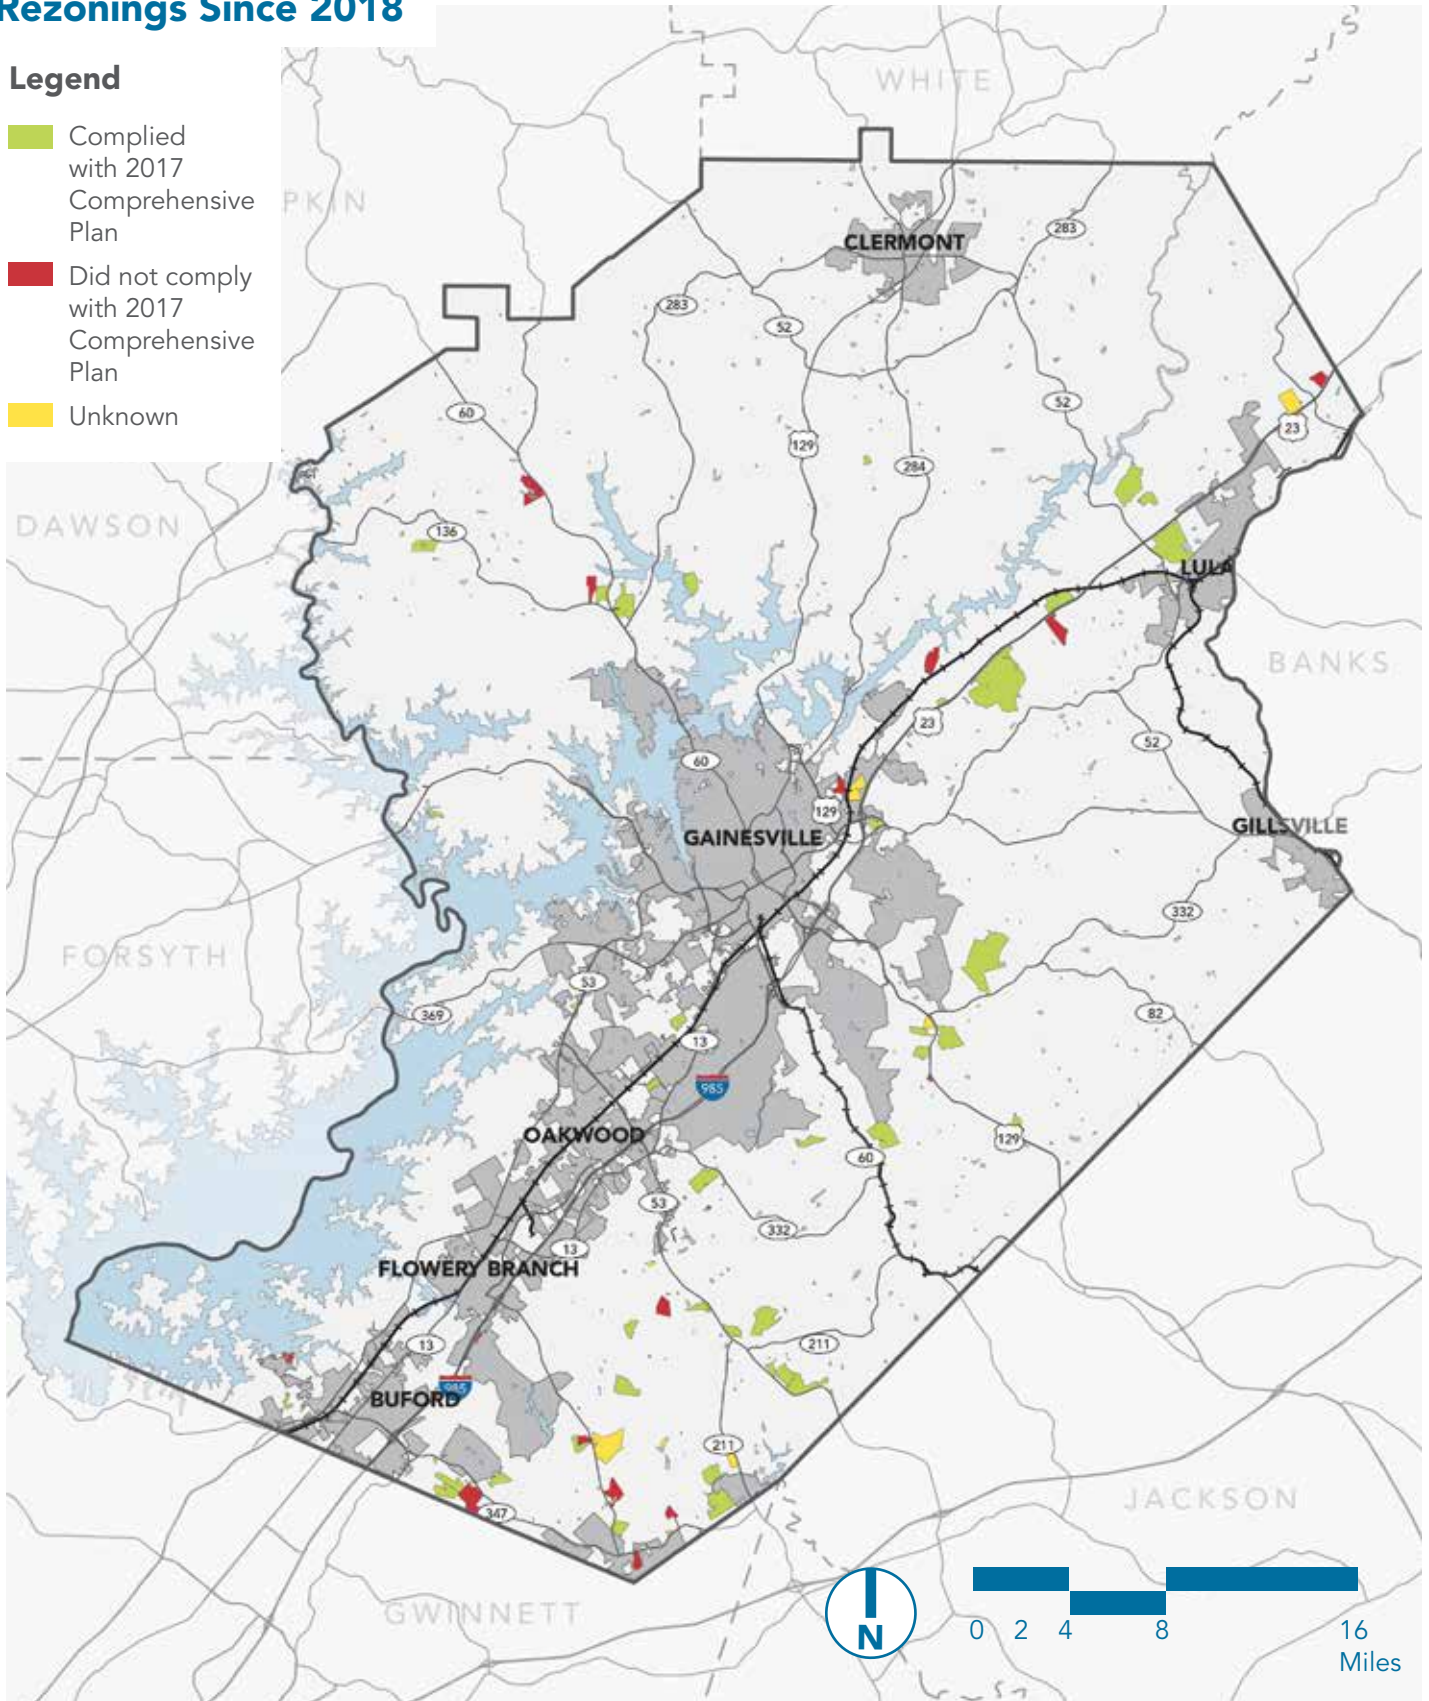 Rezonings Since 2018
Legend
Complied
with 2017
Comprehensive
Plan
Did not comply
with 2017
Comprehensive
Plan
Unknown
WHITE
PKIN
CLERMONT
283
283
52
60
52
23
129
284
DAWSON
136
LULA
BANKS
23
52
60
129
GAINESVILLE
GILLSVILLE
332
FORSYTH
53
369
82
13
985
OAKWOOD
129
60
53
332
13
FLOWERY BRANCH
13
211
985
BUFORD
211
JACKSON
347
GWINNETT
N
0 2 4 8 16
Miles